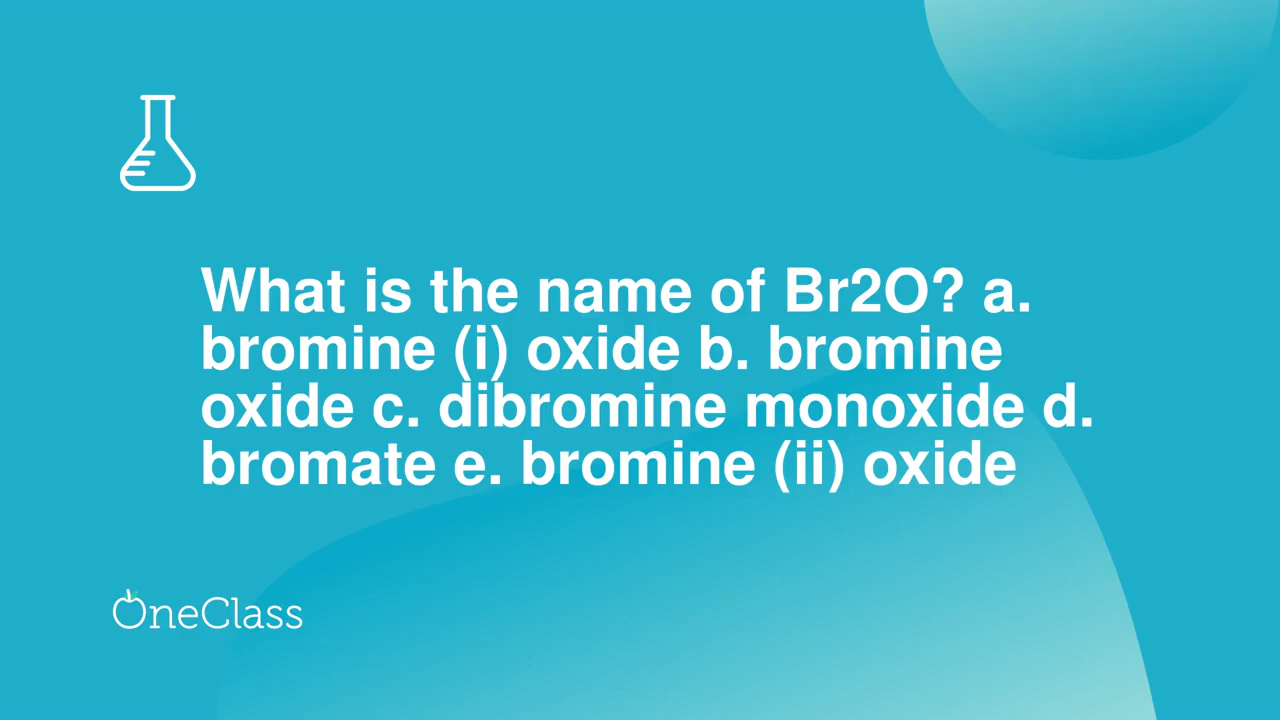 What is the name of Br2O? a.
bromine (i) oxide b. bromine
oxide c. dibromine monoxide d.
bromate e. bromine (ii) oxide
OneClass